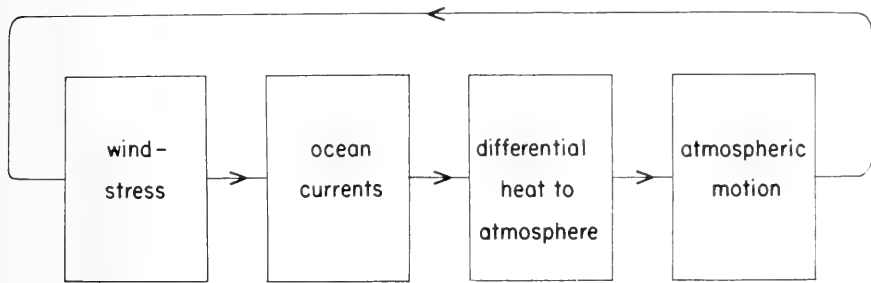 wind-
stress
ocean
currents
differential
heat to
atmosphere
atmospheric
motion